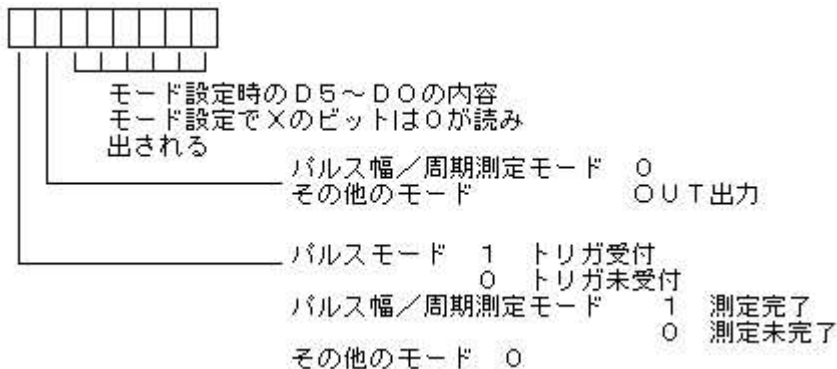 モード設定時のD5~D0の内容
モード設定でXのビットは0が読み
出される
パルス幅/周期測定モード 0
その他のモード OUT出力
パルスモード 1 トリガ受付
0 トリガ未受付
パルス幅/周期測定モード 1 測定完了
0 測定未完了
その他のモード 0